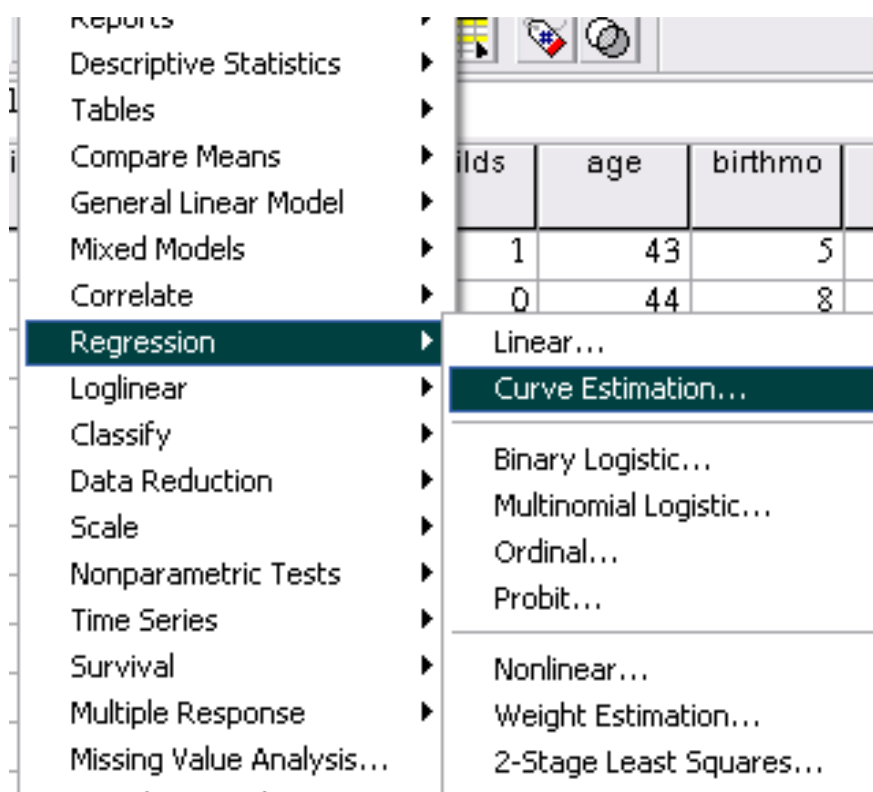 Reports
Descriptive Statistics
Tables
Compare Means
General Linear Model
Mixed Models
Correlate
Regression
Loglinear
Classify
Data Reduction
Scale
Nonparametric Tests
Time Series
Survival
Multiple Response
Missing Value Analysis...
ilds age birthmo
1 43 5
0 44 8
Linear...
Curve Estimation...
Binary Logistic...
Multinomial Logistic...
Ordinal...
Probit...
Nonlinear...
Weight Estimation...
2-Stage Least Squares...